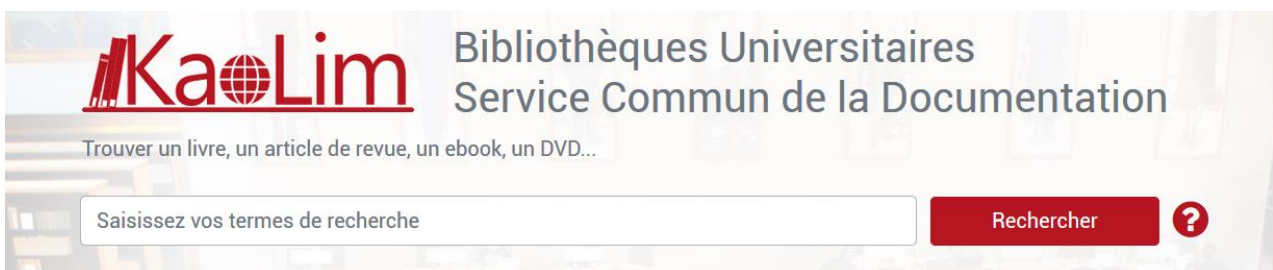 KaoLim
Bibliothèques Universitaires
Service Commun de la Documentation
Trouver un livre, un article de revue, un ebook, un DVD...
Saisissez vos termes de recherche
Rechercher
?